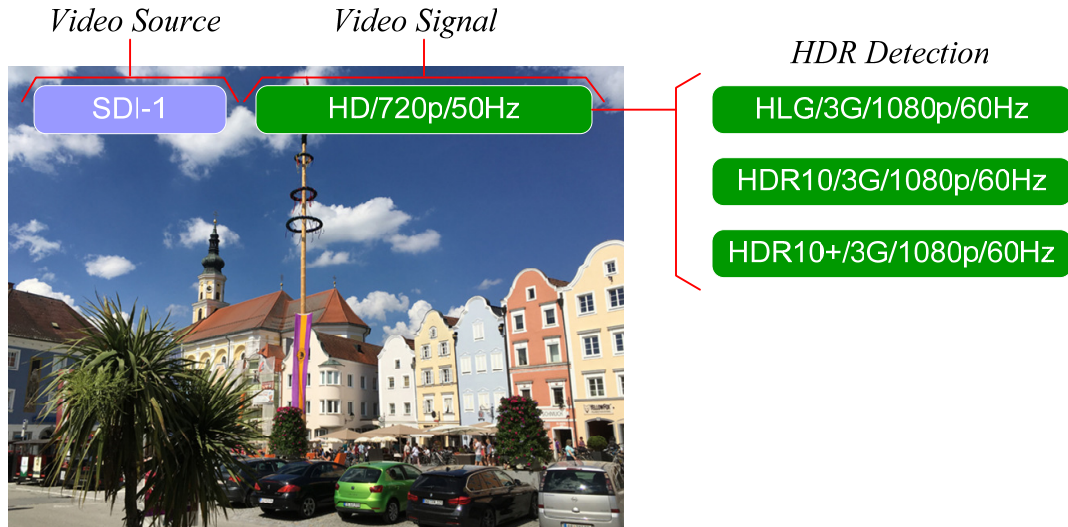 Video Source
Video Signal
HDR Detection
SDI-1
HD/720p/50Hz
HLG/3G/1080p/60Hz
HDR10/3G/1080p/60Hz
HDR10+/3G/1080p/60Hz